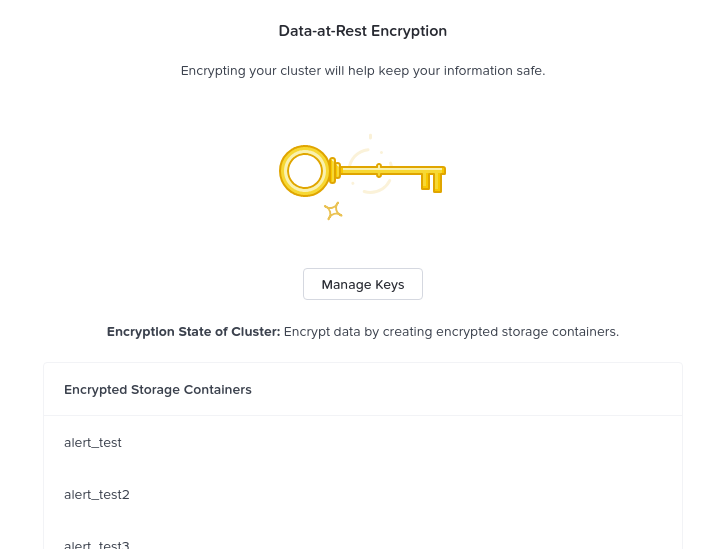 Data-at-Rest Encryption
Encrypting your cluster will help keep your information safe.
Manage Keys
Encryption State of Cluster: Encrypt data by creating encrypted storage containers.
Encrypted Storage Containers
alert_test
alert_test2
alert_test3